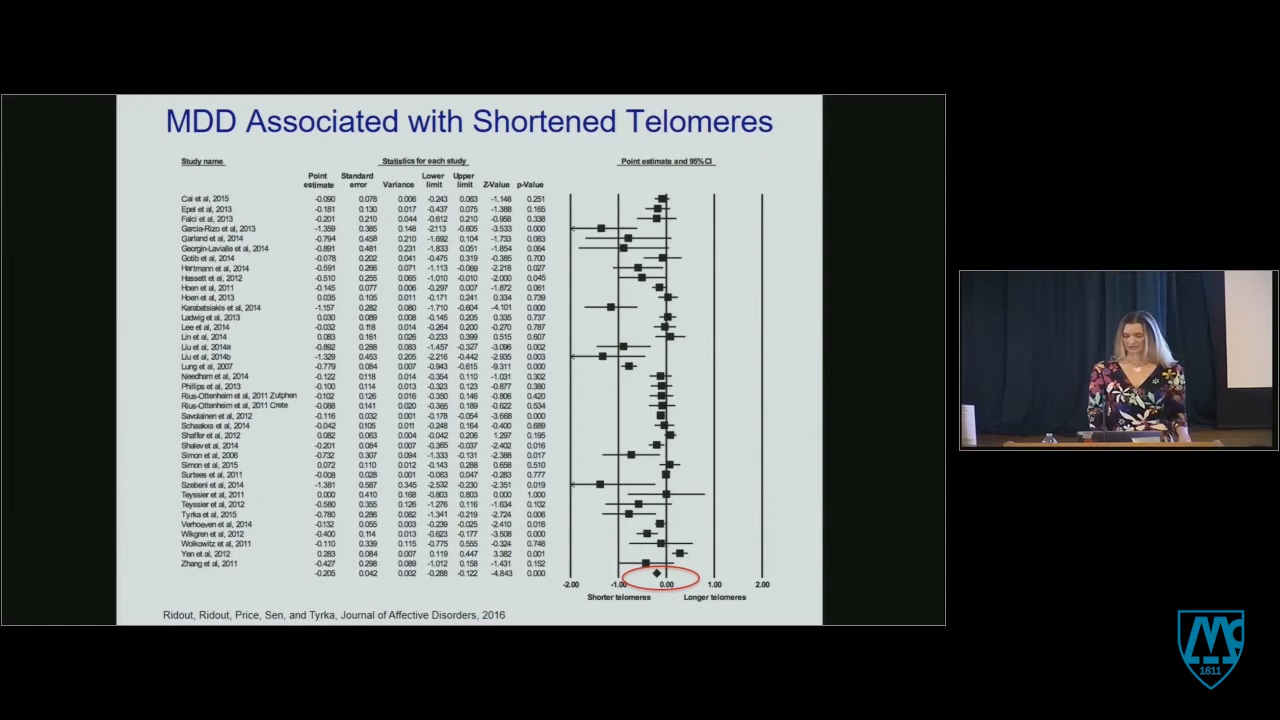 MDD Associated with Shortened Telomeres
Study name Statistics for each study Point estimate and 95% CI
Point estimate Standard error Variance Lower limit Upper limit Z-Value p-Value
Cai et al, 2015 -0.090 0.078 0.006 -0.243 0.063 -1.148 0.251
Epel et al, 2013 -0.181 0.130 0.017 -0.437 0.075 -1.388 0.165
Falci et al, 2013 -0.201 0.210 0.044 -0.612 0.210 -0.958 0.338
Garcia-Rizo et al, 2013 -1.359 0.385 0.148 -2.113 -0.605 -3.533 0.000
Garland et al, 2014 -0.794 0.458 0.210 -1.692 0.104 -1.733 0.083
Georgin-Lavialle et al, 2014 -0.891 0.481 0.231 -1.833 0.051 -1.854 0.064
Gotib et al, 2014 -0.078 0.202 0.041 -0.475 0.319 -0.385 0.700
Hartmann et al, 2014 -0.591 0.266 0.071 -1.113 -0.069 -2.218 0.027
Hassett et al, 2012 -0.510 0.255 0.065 -1.010 -0.010 -2.000 0.045
Hoen et al, 2011 -0.145 0.077 0.006 -0.297 0.007 -1.872 0.061
Hoen et al, 2013 0.035 0.105 0.011 -0.171 0.241 0.334 0.739
Karabatsiakis et al, 2014 -1.157 0.282 0.080 -1.710 -0.604 -4.101 0.000
Ladwig et al, 2013 0.030 0.089 0.008 -0.145 0.205 0.335 0.737
Lee et al, 2014 -0.032 0.118 0.014 -0.264 0.200 -0.270 0.787
Lin et al, 2014 0.083 0.161 0.026 -0.233 0.399 0.515 0.607
Liu et al, 2014a -0.892 0.288 0.083 -1.457 -0.327 -3.096 0.002
Liu et al, 2014b -1.329 0.453 0.205 -2.216 -0.442 -2.935 0.003
Lung et al, 2007 -0.779 0.084 0.007 -0.943 -0.615 -9.311 0.000
Needham et al, 2014 -0.122 0.118 0.014 -0.354 0.110 -1.031 0.302
Phillips et al, 2013 -0.100 0.114 0.013 -0.323 0.123 -0.877 0.380
Rius-Ottenheim et al, 2011 Zutphen -0.102 0.126 0.016 -0.350 0.146 -0.806 0.420
Rius-Ottenheim et al, 2011 Crete -0.088 0.141 0.020 -0.365 0.189 -0.622 0.534
Savolainen et al, 2012 -0.116 0.032 0.001 -0.178 -0.054 -3.668 0.000
Schaakxs et al, 2014 -0.042 0.105 0.011 -0.248 0.164 -0.400 0.689
Shaffer et al, 2012 0.082 0.063 0.004 -0.042 0.206 1.297 0.195
Shalev et al, 2014 -0.201 0.084 0.007 -0.365 -0.037 -2.402 0.016
Simon et al, 2006 -0.732 0.307 0.094 -1.333 -0.131 -2.388 0.017
Simon et al, 2015 0.072 0.110 0.012 -0.143 0.288 0.658 0.510
Surtees et al, 2011 -0.008 0.028 0.001 -0.063 0.047 -0.283 0.777
Szebeni et al, 2014 -1.381 0.587 0.345 -2.532 -0.230 -2.351 0.019
Teyssier et al, 2011 0.000 0.410 0.168 -0.803 0.803 0.000 1.000
Teyssier et al, 2012 -0.580 0.355 0.126 -1.276 0.116 -1.634 0.102
Tyrka et al, 2015 -0.780 0.286 0.082 -1.341 -0.219 -2.724 0.006
Verhoeven et al, 2014 -0.132 0.055 0.003 -0.239 -0.025 -2.410 0.016
Wikgren et al, 2012 -0.400 0.114 0.013 -0.623 -0.177 -3.508 0.000
Wolkowitz et al, 2011 -0.110 0.339 0.115 -0.775 0.555 -0.324 0.746
Yen et al, 2012 0.283 0.084 0.007 0.119 0.447 3.382 0.001
Zhang et al, 2011 -0.427 0.298 0.089 -1.012 0.158 -1.431 0.152
-0.205 0.042 0.002 -0.288 -0.122 -4.843 0.000
-2.00 -1.00 0.00 1.00 2.00
Shorter telomeres Longer telomeres
Ridout, Ridout, Price, Sen, and Tyrka, Journal of Affective Disorders, 2016
Mc
1811